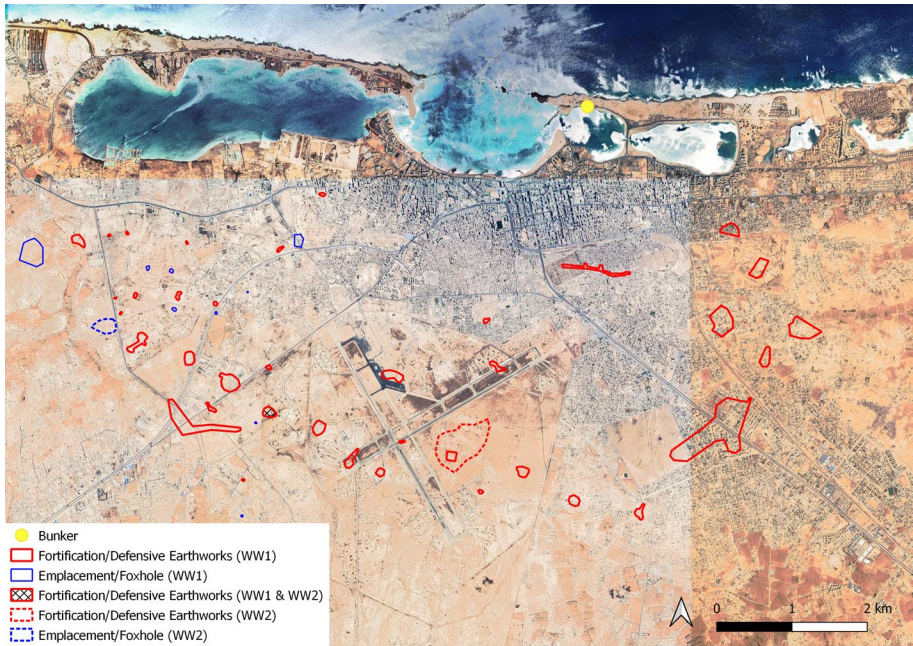 Bunker
Fortification/Defensive Earthworks (WW1)
Emplacement/Foxhole (WW1)
Fortification/Defensive Earthworks (WW1 & WW2)
Fortification/Defensive Earthworks (WW2)
Emplacement/Foxhole (WW2)
0 1 2 km